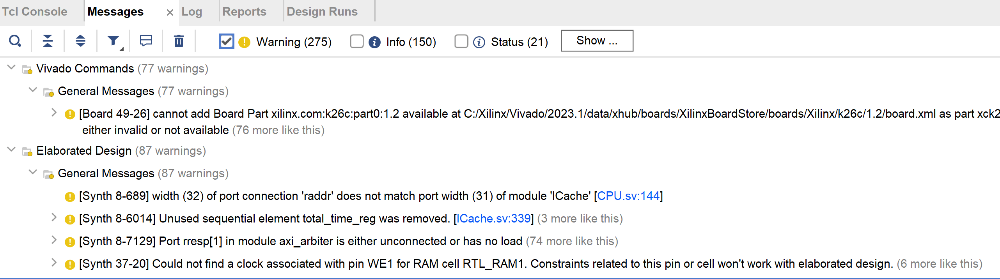 Tcl Console Messages × Log Reports Design Runs
Warning (275) Info (150) Status (21) Show ...
Vivado Commands (77 warnings)
General Messages (77 warnings)
[Board 49-26] cannot add Board Part xilinx.com:k26c:part0:1.2 available at C:/Xilinx/Vivado/2023.1/data/xhub/boards/XilinxBoardStore/boards/Xilinx/k26c/1.2/board.xml as part xck2
either invalid or not available (76 more like this)
Elaborated Design (87 warnings)
General Messages (87 warnings)
[Synth 8-689] width (32) of port connection 'raddr' does not match port width (31) of module 'ICache' [CPU.sv:144]
[Synth 8-6014] Unused sequential element total_time_reg was removed. [ICache.sv:339] (3 more like this)
[Synth 8-7129] Port rresp[1] in module axi_arbiter is either unconnected or has no load (74 more like this)
[Synth 37-20] Could not find a clock associated with pin WE1 for RAM cell RTL_RAM1. Constraints related to this pin or cell won't work with elaborated design. (6 more like this)